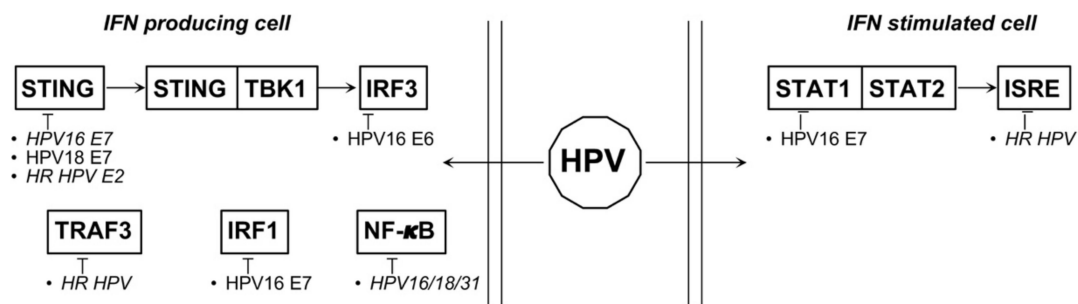 IFN producing cell
IFN stimulated cell
STING
STING TBK1
IRF3
STAT1 STAT2
ISRE
• HPV16 E7
• HPV18 E7
• HR HPV E2
• HPV16 E6
HPV
• HPV16 E7
• HR HPV
TRAF3
IRF1
NF-κB
• HR HPV
• HPV16 E7
• HPV16/18/31